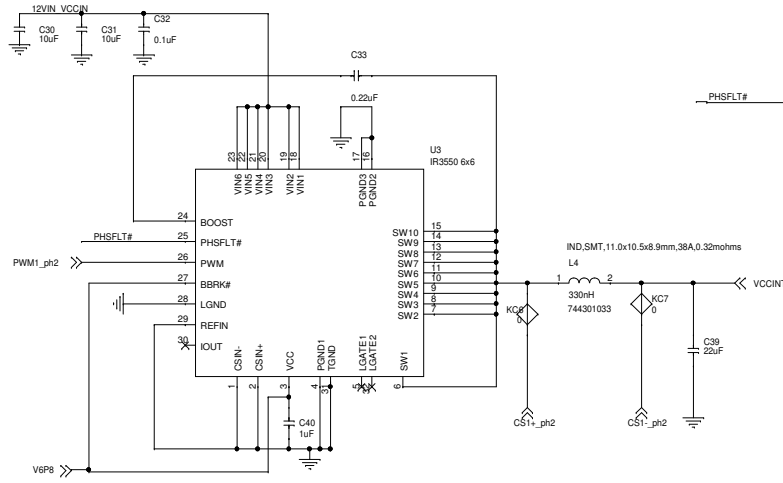 12VIN_VCCIN
C30
10uF
C31
10uF
C32
0.1uF
C33
0.22uF
PHSFLT#
U3
IR3550 6x6
23
22
21
20
19
18
17
16
VIN6
VIN5
VIN4
VIN3
VIN2
VIN1
PGND3
PGND2
24
BOOST
PHSFLT#
25
PHSFLT#
PWM1_ph2
26
PWM
27
BBRK#
28
LGND
29
REFIN
30
IOUT
SW10
15
SW9
14
SW8
13
SW7
12
SW6
11
SW5
10
SW4
9
SW3
8
SW2
7
IND,SMT,11.0x10.5x8.9mm,38A,0.32mohms
L4
1
2
330nH
744301033
VCCINT
KC7
0
0
C39
22uF
CSIN-
CSIN+
VCC
PGND1
TGND
LGATE1
LGATE2
SW1
1
2
3
4
31
5
6
C40
1uF
V6P8
CS1+_ph2
CS1-_ph2